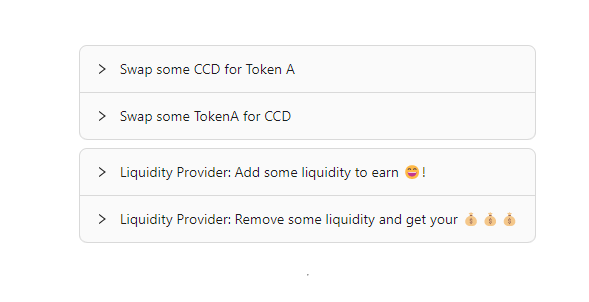 Swap some CCD for Token A
Swap some TokenA for CCD
Liquidity Provider: Add some liquidity to earn 😄!
Liquidity Provider: Remove some liquidity and get your 💰 💰 💰
.